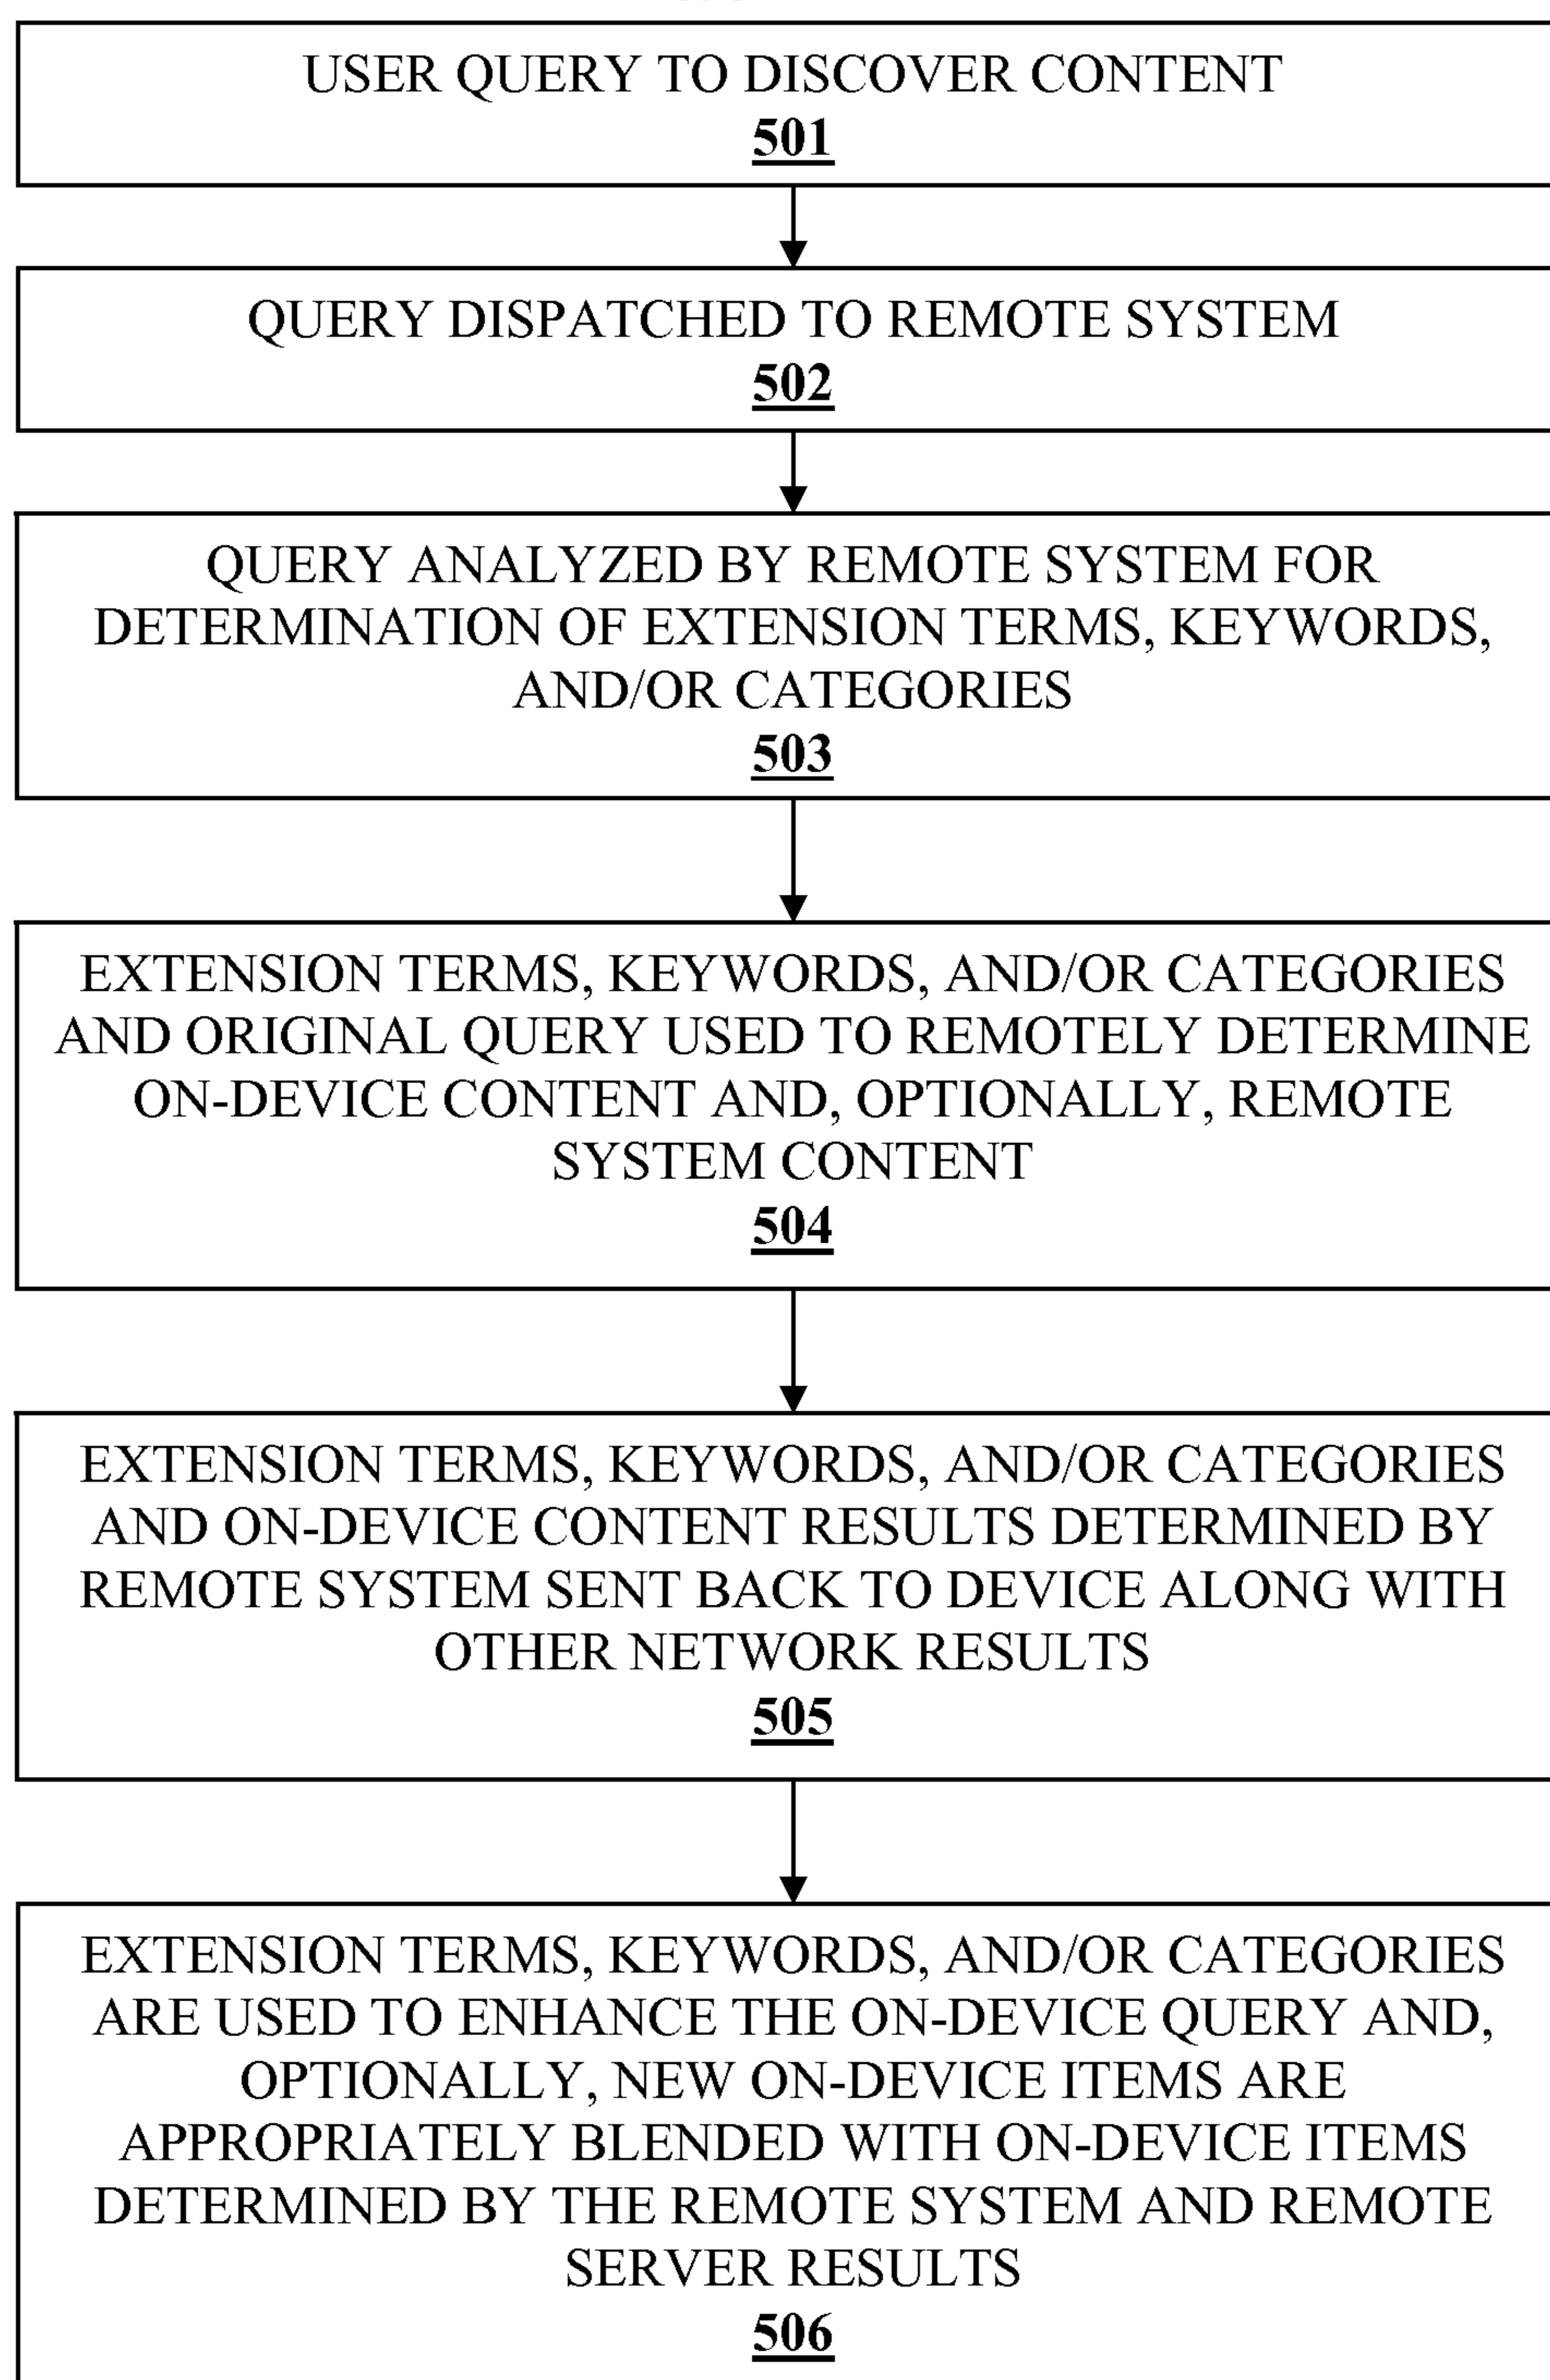 USER QUERY TO DISCOVER CONTENT
501
QUERY DISPATCHED TO REMOTE SYSTEM
502
QUERY ANALYZED BY REMOTE SYSTEM FOR
DETERMINATION OF EXTENSION TERMS, KEYWORDS,
AND/OR CATEGORIES
503
EXTENSION TERMS, KEYWORDS, AND/OR CATEGORIES
AND ORIGINAL QUERY USED TO REMOTELY DETERMINE
ON-DEVICE CONTENT AND, OPTIONALLY, REMOTE
SYSTEM CONTENT
504
EXTENSION TERMS, KEYWORDS, AND/OR CATEGORIES
AND ON-DEVICE CONTENT RESULTS DETERMINED BY
REMOTE SYSTEM SENT BACK TO DEVICE ALONG WITH
OTHER NETWORK RESULTS
505
EXTENSION TERMS, KEYWORDS, AND/OR CATEGORIES
ARE USED TO ENHANCE THE ON-DEVICE QUERY AND,
OPTIONALLY, NEW ON-DEVICE ITEMS ARE
APPROPRIATELY BLENDED WITH ON-DEVICE ITEMS
DETERMINED BY THE REMOTE SYSTEM AND REMOTE
SERVER RESULTS
506